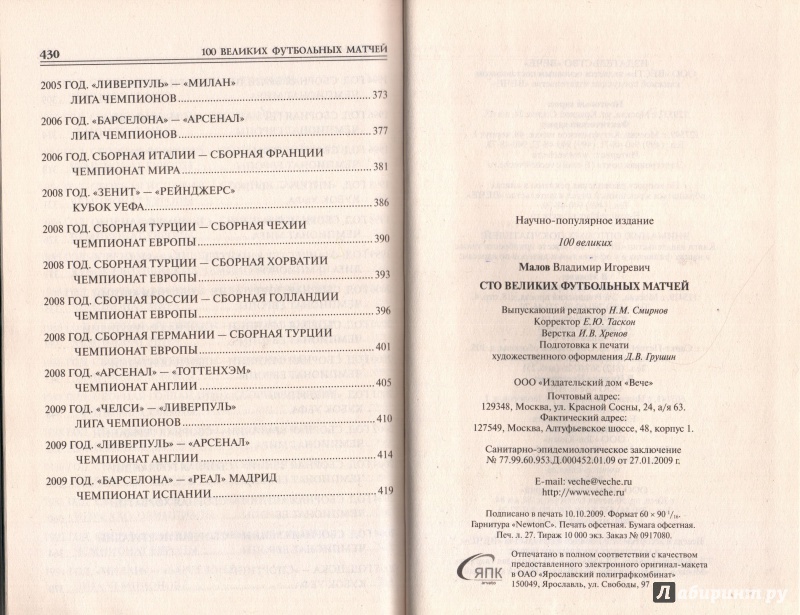 430
100 ВЕЛИКИХ ФУТБОЛЬНЫХ МАТЧЕЙ
2005 ГОД. «ЛИВЕРПУЛЬ» — «МИЛАН»
ЛИГА ЧЕМПИОНОВ....................................................373
2006 ГОД. «БАРСЕЛОНА» — «АРСЕНАЛ»
ЛИГА ЧЕМПИОНОВ....................................................377
2006 ГОД. СБОРНАЯ ИТАЛИИ — СБОРНАЯ ФРАНЦИИ
ЧЕМПИОНАТ МИРА....................................................381
2008 ГОД. «ЗЕНИТ» — «РЕЙНДЖЕРС»
КУБОК УЕФА....................................................386
2008 ГОД. СБОРНАЯ ТУРЦИИ — СБОРНАЯ ЧЕХИИ
ЧЕМПИОНАТ ЕВРОПЫ....................................................390
2008 ГОД. СБОРНАЯ ТУРЦИИ — СБОРНАЯ ХОРВАТИИ
ЧЕМПИОНАТ ЕВРОПЫ....................................................393
2008 ГОД. СБОРНАЯ РОССИИ — СБОРНАЯ ГОЛЛАНДИИ
ЧЕМПИОНАТ ЕВРОПЫ....................................................396
2008 ГОД. СБОРНАЯ ГЕРМАНИИ — СБОРНАЯ ТУРЦИИ
ЧЕМПИОНАТ ЕВРОПЫ....................................................401
2008 ГОД. «АРСЕНАЛ» — «ТОТТЕНХЭМ»
ЧЕМПИОНАТ АНГЛИИ....................................................405
2009 ГОД. «ЧЕЛСИ» — «ЛИВЕРПУЛЬ»
ЛИГА ЧЕМПИОНОВ....................................................410
2009 ГОД. «ЛИВЕРПУЛЬ» — «АРСЕНАЛ»
ЧЕМПИОНАТ АНГЛИИ....................................................414
2009 ГОД. «БАРСЕЛОНА» — «РЕАЛ» МАДРИД
ЧЕМПИОНАТ ИСПАНИИ....................................................419
Научно-популярное издание
100 великих
Малов Владимир Игоревич
СТО ВЕЛИКИХ ФУТБОЛЬНЫХ МАТЧЕЙ
Выпускающий редактор Н.М. Смирнов
Корректор Е.Ю. Таскон
Верстка И.В. Хренов
Подготовка к печати
художественного оформления Д.В. Грушин
ООО «Издательский дом «Вече»
Почтовый адрес:
129348, Москва, ул. Красной Сосны, 24, а/я 63.
Фактический адрес:
127549, Москва, Алтуфьевское шоссе, 48, корпус 1.
Санитарно-эпидемиологическое заключение
№ 77.99.60.953.Д.000452.01.09 от 27.01.2009 г.
E-mail: veche@veche.ru
http://www.veche.ru
Подписано в печать 10.10.2009. Формат 60 × 90 1/16.
Гарнитура «NewtonC». Печать офсетная. Бумага офсетная.
Печ. л. 27. Тираж 10 000 экз. Заказ № 0917080.
ЯПК
Отпечатано в полном соответствии с качеством
предоставленного электронного оригинал-макета
в ОАО «Ярославский полиграфкомбинат»
150049, Ярославль, ул. Свободы, 97
Лабиринт.ру